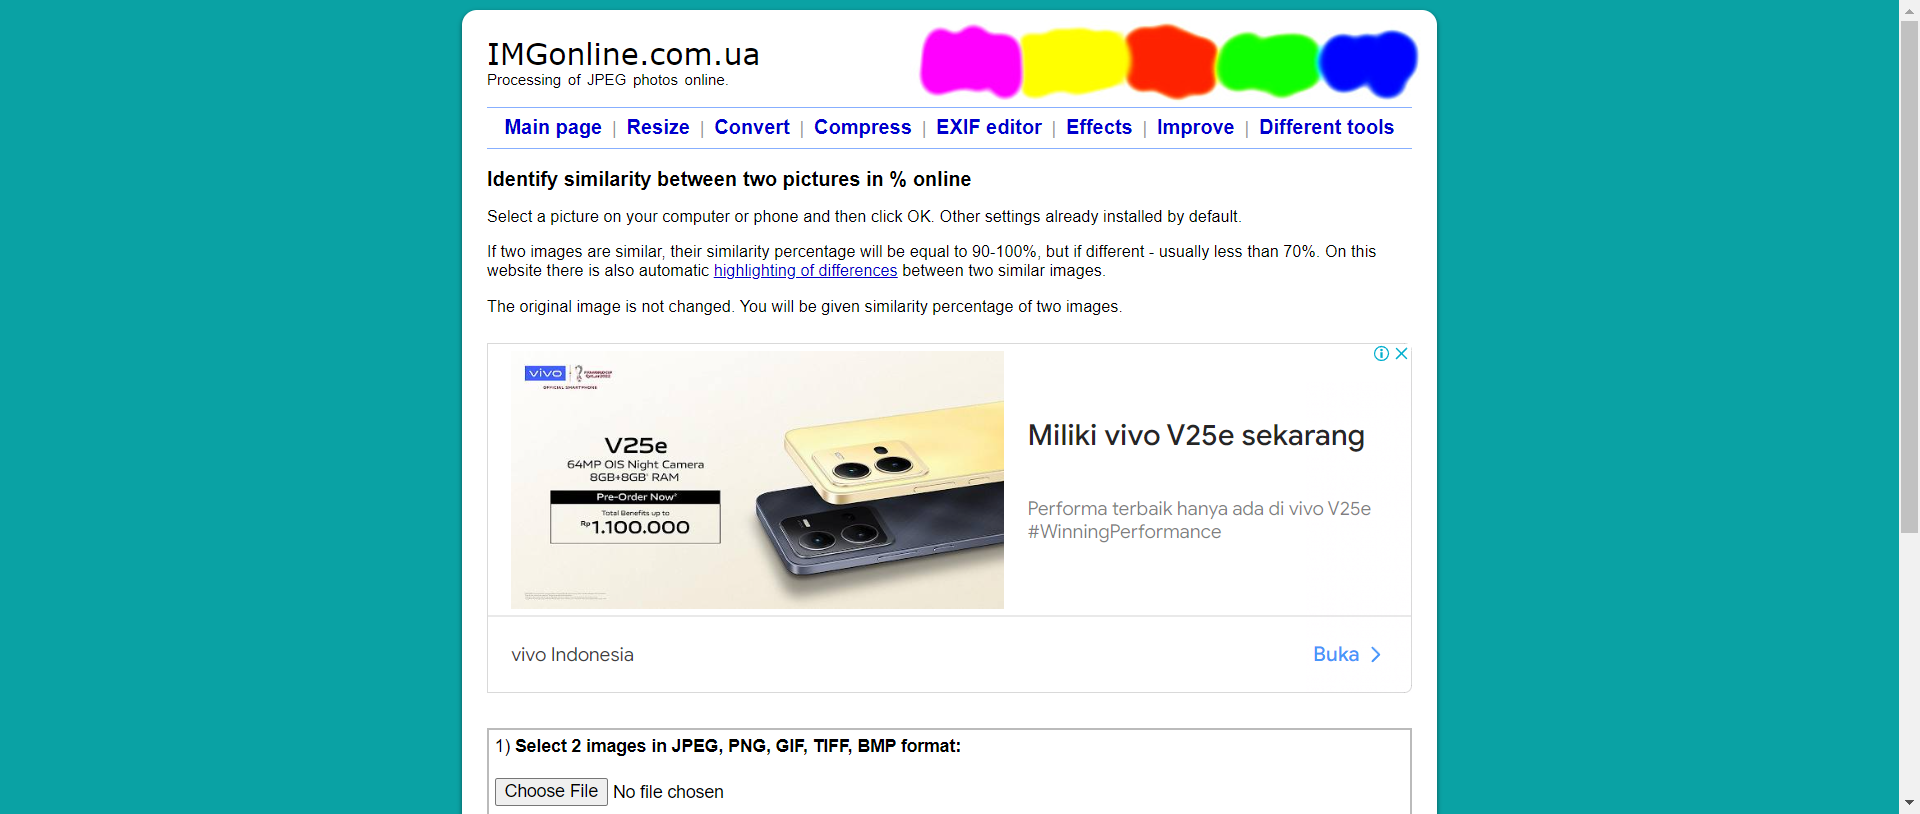 IMGonline.com.ua
Processing of JPEG photos online.
Main page | Resize | Convert | Compress | EXIF editor | Effects | Improve | Different tools
Identify similarity between two pictures in % online
Select a picture on your computer or phone and then click OK. Other settings already installed by default.
If two images are similar, their similarity percentage will be equal to 90-100%, but if different - usually less than 70%. On this
website there is also automatic highlighting of differences between two similar images.
The original image is not changed. You will be given similarity percentage of two images.
vivo
OFFICIAL SMARTPHONE
V25e
64MP OIS Night Camera
8GB+8GB* RAM
Pre-Order Now*
Total Benefits up to
Rp1.100.000
Miliki vivo V25e sekarang
Performa terbaik hanya ada di vivo V25e
#WinningPerformance
vivo Indonesia
Buka
1) Select 2 images in JPEG, PNG, GIF, TIFF, BMP format:
Choose File No file chosen